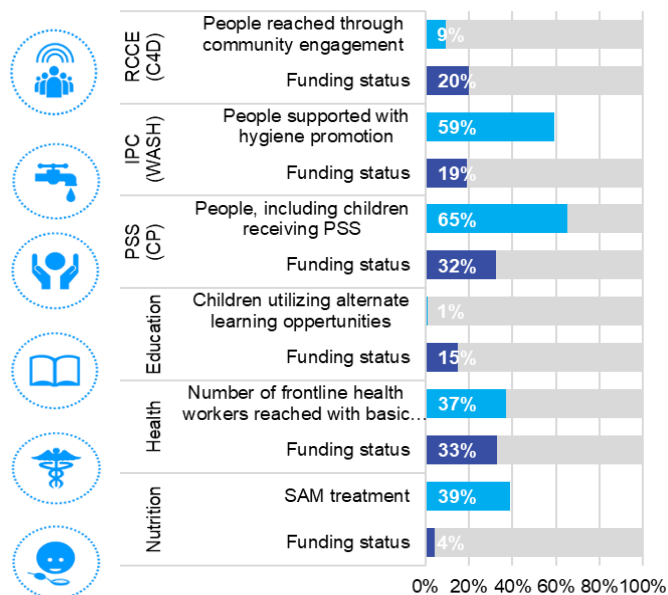 RCCE
(C4D)
People reached through
community engagement
9%
Funding status
20%
IPC
(WASH)
People supported with
hygiene promotion
59%
Funding status
19%
PSS
(CP)
People, including children
receiving PSS
65%
Funding status
32%
Education
Children utilizing alternate
learning oppertunities
1%
Funding status
15%
Health
Number of frontline health
workers reached with basic…
37%
Funding status
33%
Nutrition
SAM treatment
39%
Funding status
4%
0% 20% 40% 60% 80%100%